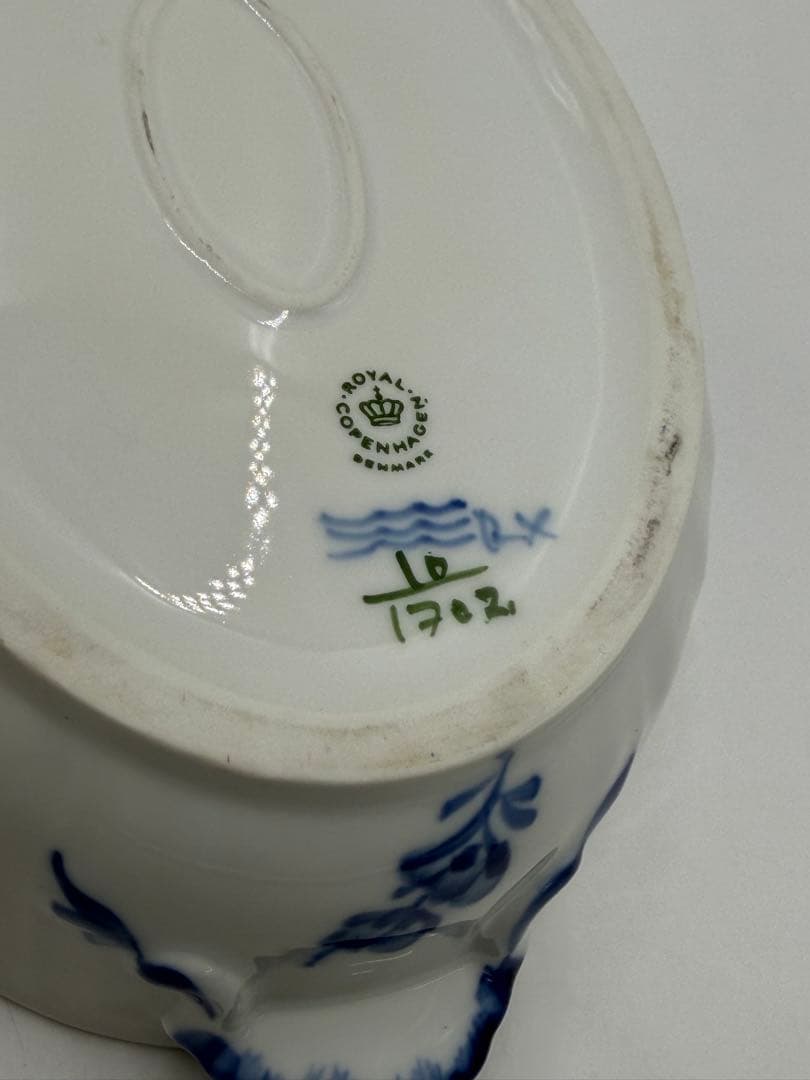 ROYAL
COPENHAGEN
DENMARK
10
1702